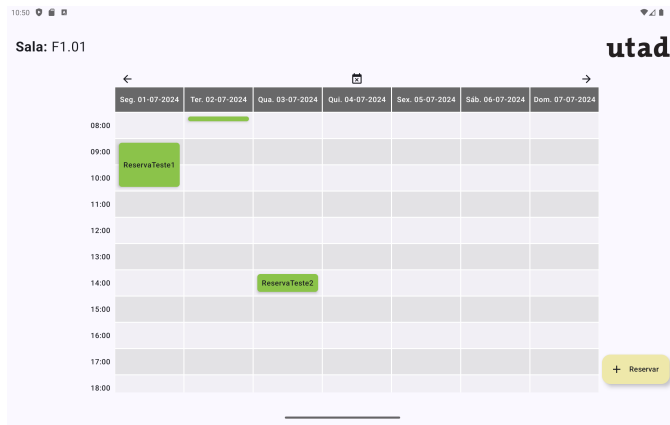 10:50
Sala: F1.01
utad
Seg. 01-07-2024 Ter. 02-07-2024 Qua. 03-07-2024 Qui. 04-07-2024 Sex. 05-07-2024 Sáb. 06-07-2024 Dom. 07-07-2024
08:00
09:00
ReservaTeste1
10:00
11:00
12:00
13:00
14:00 ReservaTeste2
15:00
16:00
17:00
+ Reservar
18:00